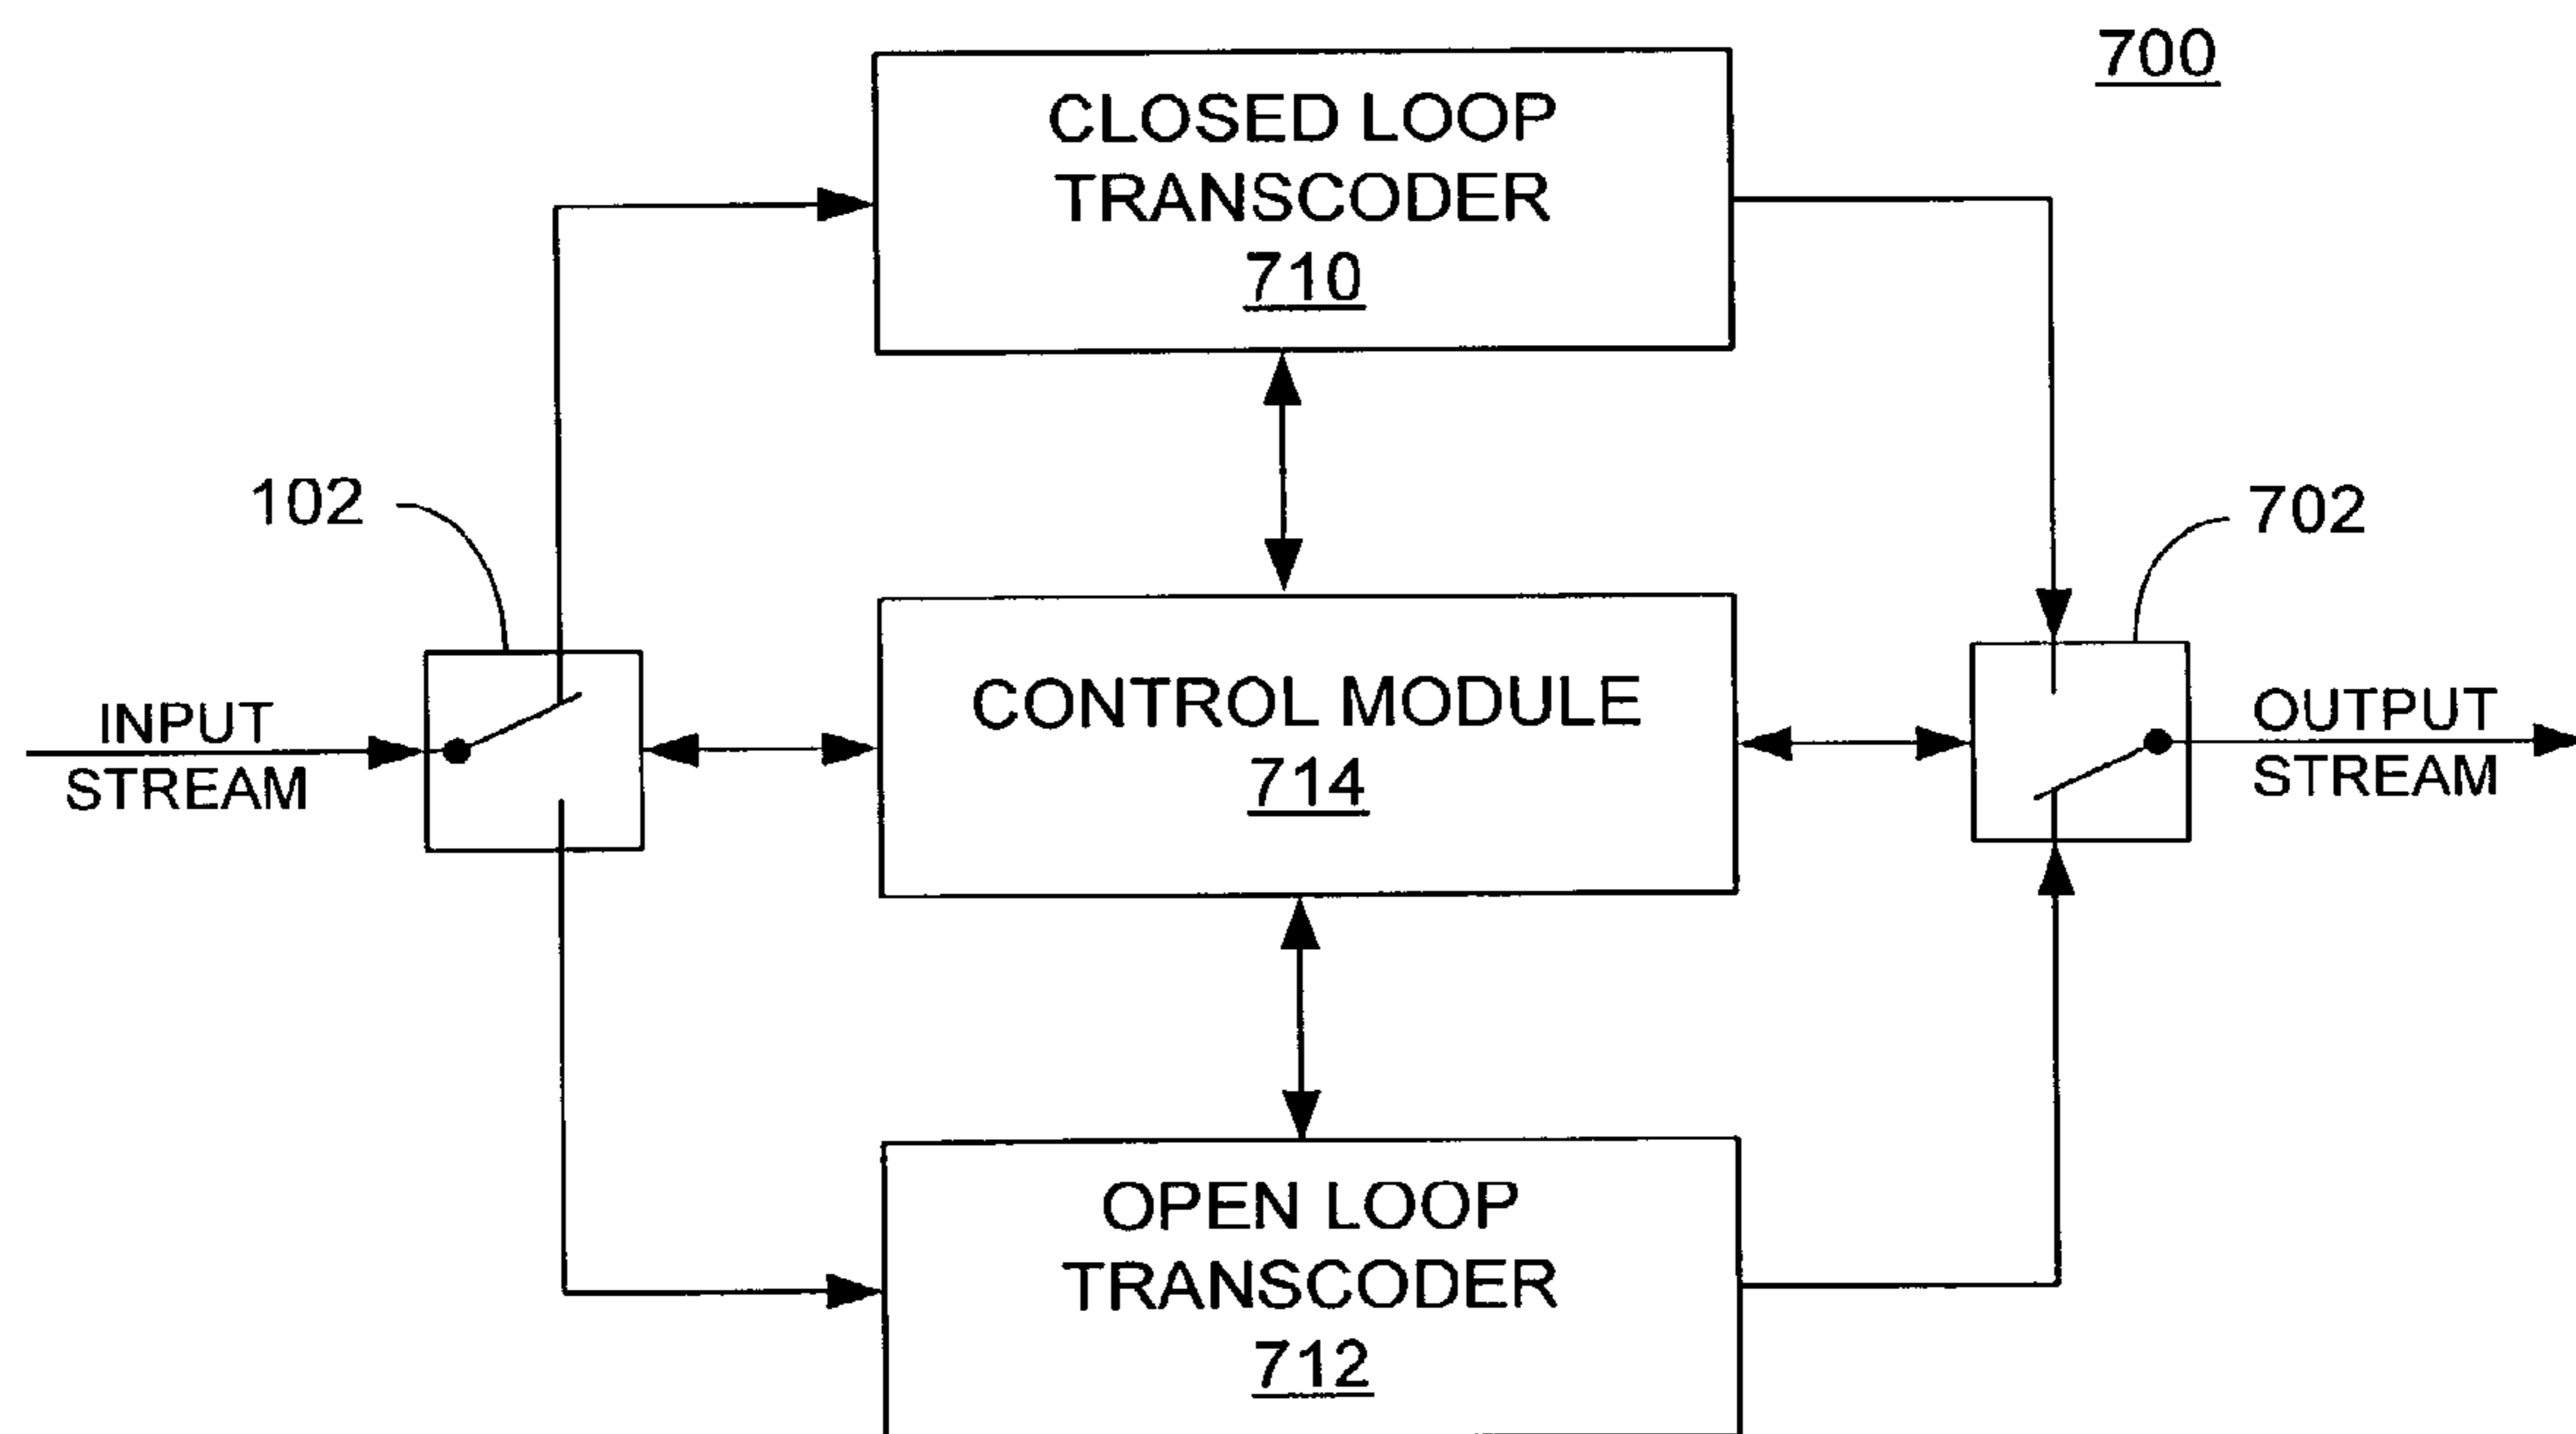 700
CLOSED LOOP
TRANSCODER
710
102
702
INPUT
STREAM
CONTROL MODULE
714
OUTPUT
STREAM
OPEN LOOP
TRANSCODER
712